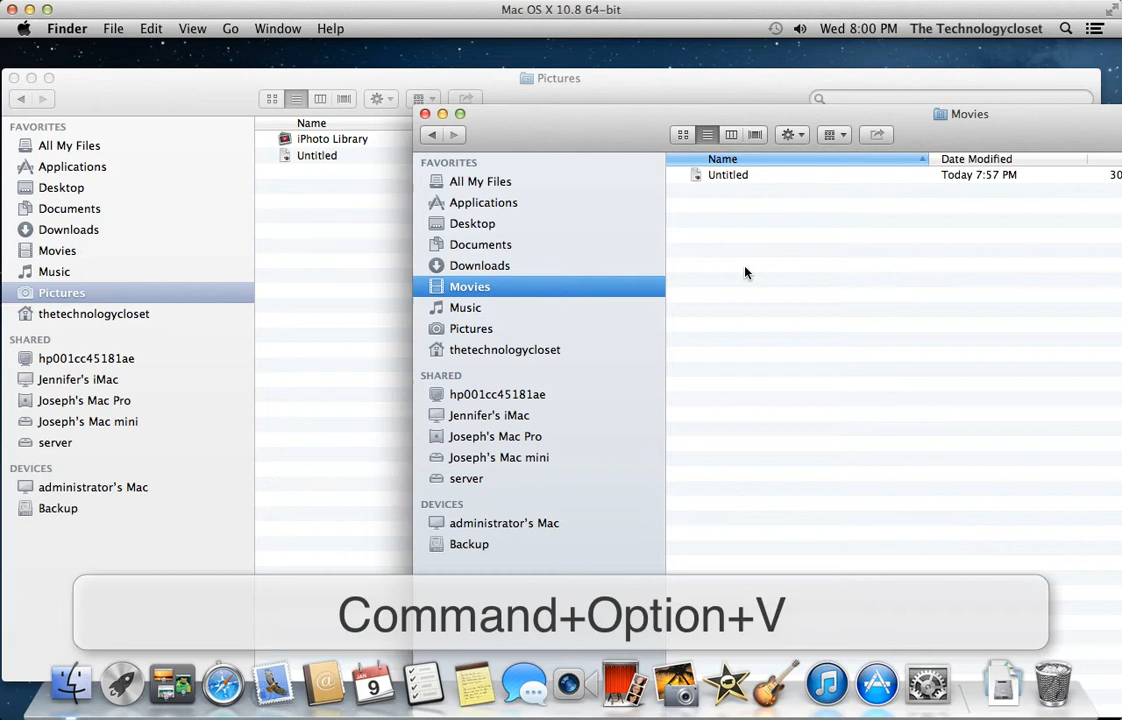 Mac OS X 10.8 64-bit
Finder File Edit View Go Window Help Wed 8:00 PM The Technologycloset
Pictures
FAVORITES
All My Files
Applications
Desktop
Documents
Downloads
Movies
Music
Pictures
thetechnologycloset
SHARED
hp001cc45181ae
Jennifer's iMac
Joseph's Mac Pro
Joseph's Mac mini
server
DEVICES
administrator's Mac
Backup
Name
iPhoto Library
Untitled
Movies
FAVORITES
All My Files
Applications
Desktop
Documents
Downloads
Movies
Music
Pictures
thetechnologycloset
SHARED
hp001cc45181ae
Jennifer's iMac
Joseph's Mac Pro
Joseph's Mac mini
server
DEVICES
administrator's Mac
Backup
Name Date Modified
Untitled Today 7:57 PM 30
Command+Option+V
JAN
9